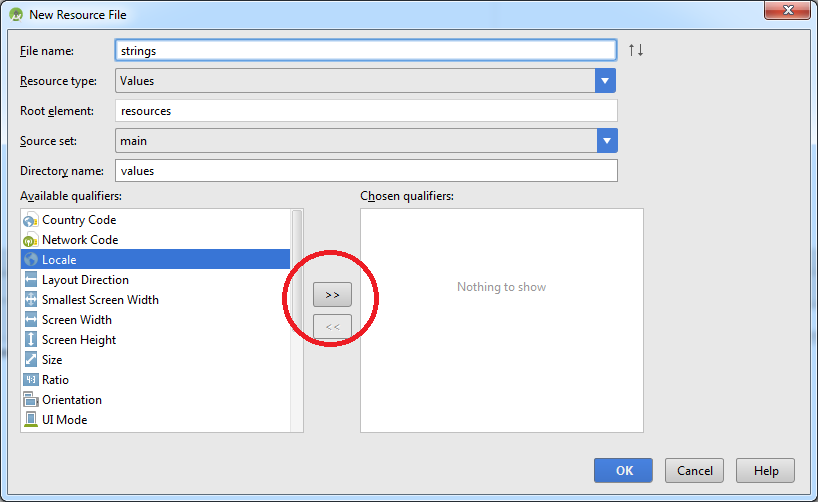 New Resource File
File name: strings
Resource type: Values
Root element: resources
Source set: main
Directory name: values
Available qualifiers:
Chosen qualifiers:
Country Code
Network Code
Locale
Layout Direction
Smallest Screen Width
Screen Width
Screen Height
Size
Ratio
Orientation
UI Mode
>>
<<
Nothing to show
OK Cancel Help